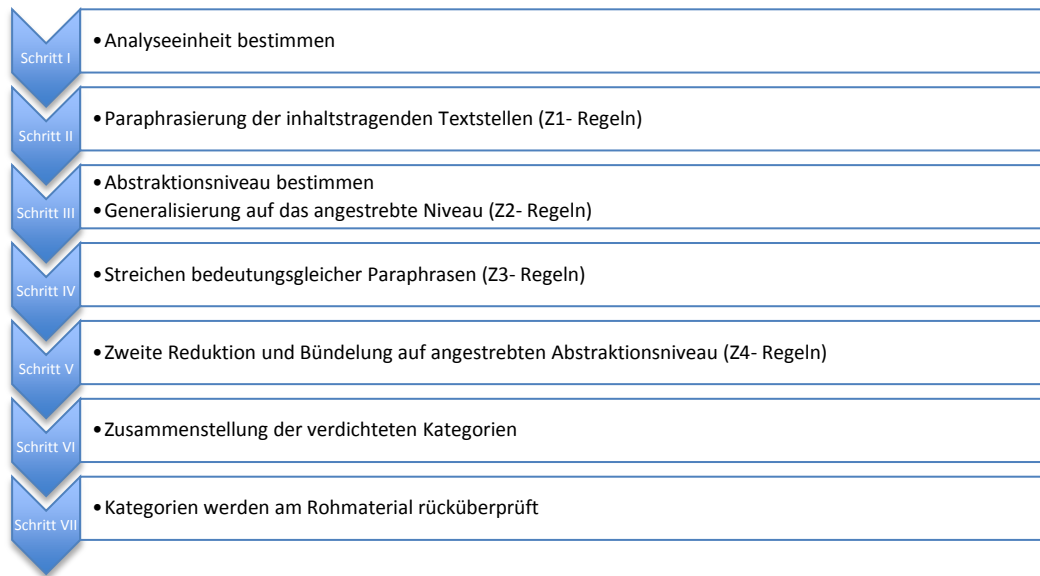 Schritt I
•Analyseeinheit bestimmen
Schritt II
•Paraphrasierung der inhaltstragenden Textstellen (Z1- Regeln)
Schritt III
•Abstraktionsniveau bestimmen
•Generalisierung auf das angestrebte Niveau (Z2- Regeln)
Schritt IV
•Streichen bedeutungsgleicher Paraphrasen (Z3- Regeln)
Schritt V
•Zweite Reduktion und Bündelung auf angestrebten Abstraktionsniveau (Z4- Regeln)
Schritt VI
•Zusammenstellung der verdichteten Kategorien
Schritt VII
•Kategorien werden am Rohmaterial rücküberprüft